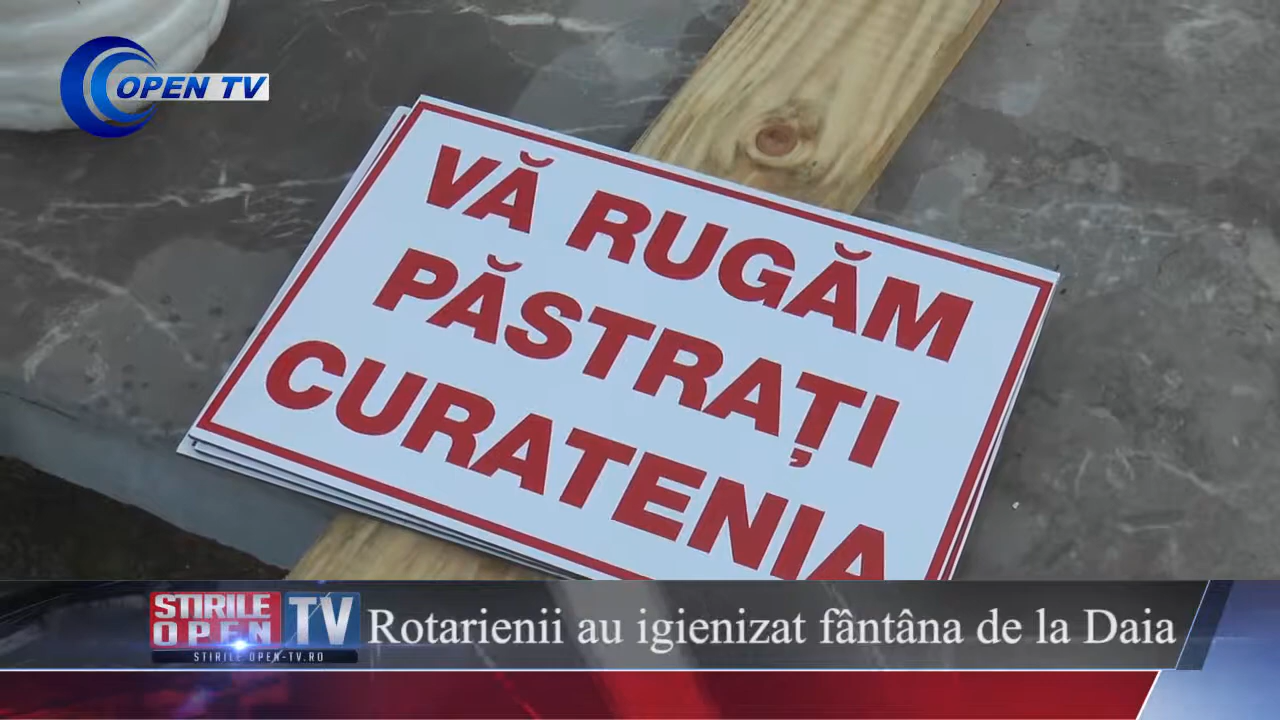 OPEN TV
VĂ RUGĂM
PĂSTRAȚI
CURATENIA
STIRILE
OPEN
TV
STIRILE.OPEN-TV.RO
Rotarienii au igienizat fântâna de la Daia